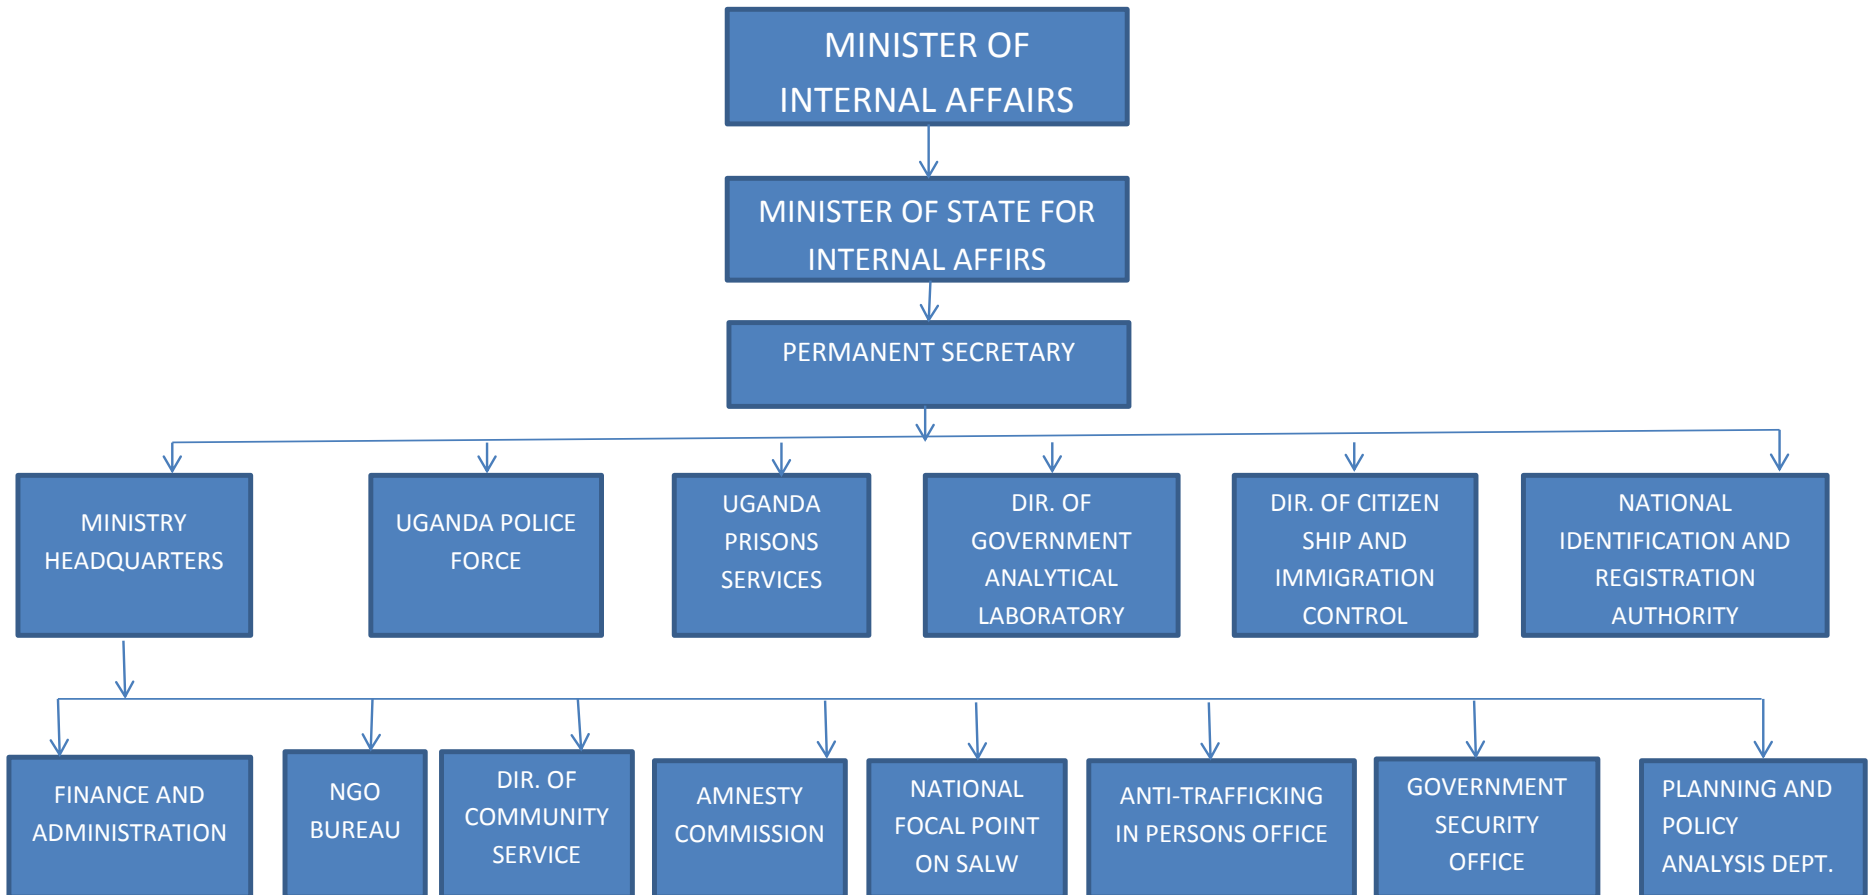 MINISTER OF
INTERNAL AFFAIRS
MINISTER OF STATE FOR
INTERNAL AFFIRS
PERMANENT SECRETARY
MINISTRY
HEADQUARTERS
UGANDA POLICE
FORCE
UGANDA
PRISONS
SERVICES
DIR. OF
GOVERNMENT
ANALYTICAL
LABORATORY
DIR. OF CITIZEN
SHIP AND
IMMIGRATION
CONTROL
NATIONAL
IDENTIFICATION AND
REGISTRATION
AUTHORITY
FINANCE AND
ADMINISTRATION
NGO
BUREAU
DIR. OF
COMMUNITY
SERVICE
AMNESTY
COMMISSION
NATIONAL
FOCAL POINT
ON SALW
ANTI-TRAFFICKING
IN PERSONS OFFICE
GOVERNMENT
SECURITY
OFFICE
PLANNING AND
POLICY
ANALYSIS DEPT.